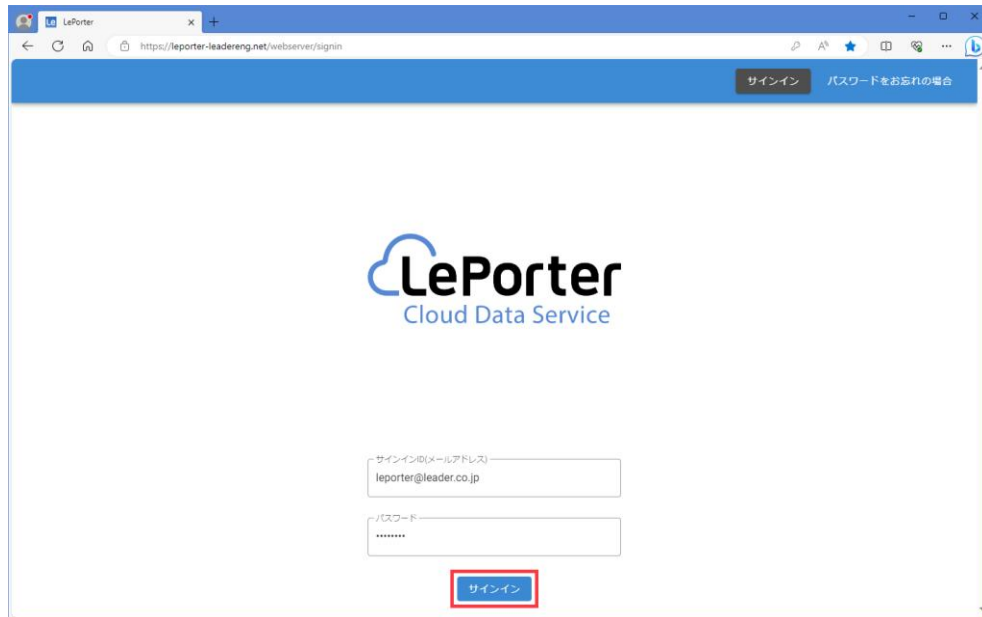 LePorter
https://leporter-leadereng.net/webserver/signin
サインイン パスワードをお忘れの場合
LePorter
Cloud Data Service
サインインID(メールアドレス)
leporter@leader.co.jp
パスワード
••••••••
サインイン